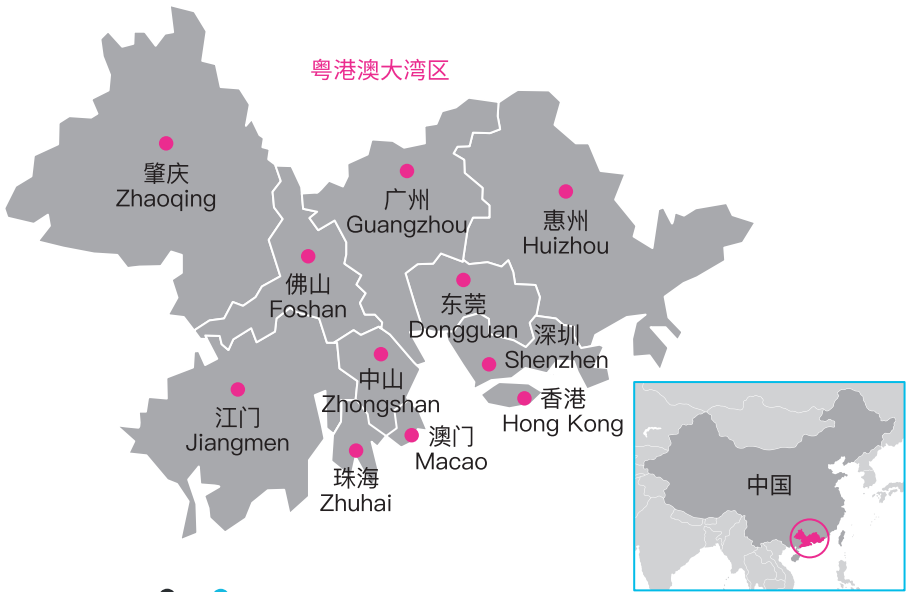 粤港澳大湾区
肇庆
Zhaoqing
广州
Guangzhou
惠州
Huizhou
佛山
Foshan
东莞
Dongguan
深圳
Shenzhen
中山
Zhongshan
香港
Hong Kong
江门
Jiangmen
澳门
Macao
珠海
Zhuhai
中国